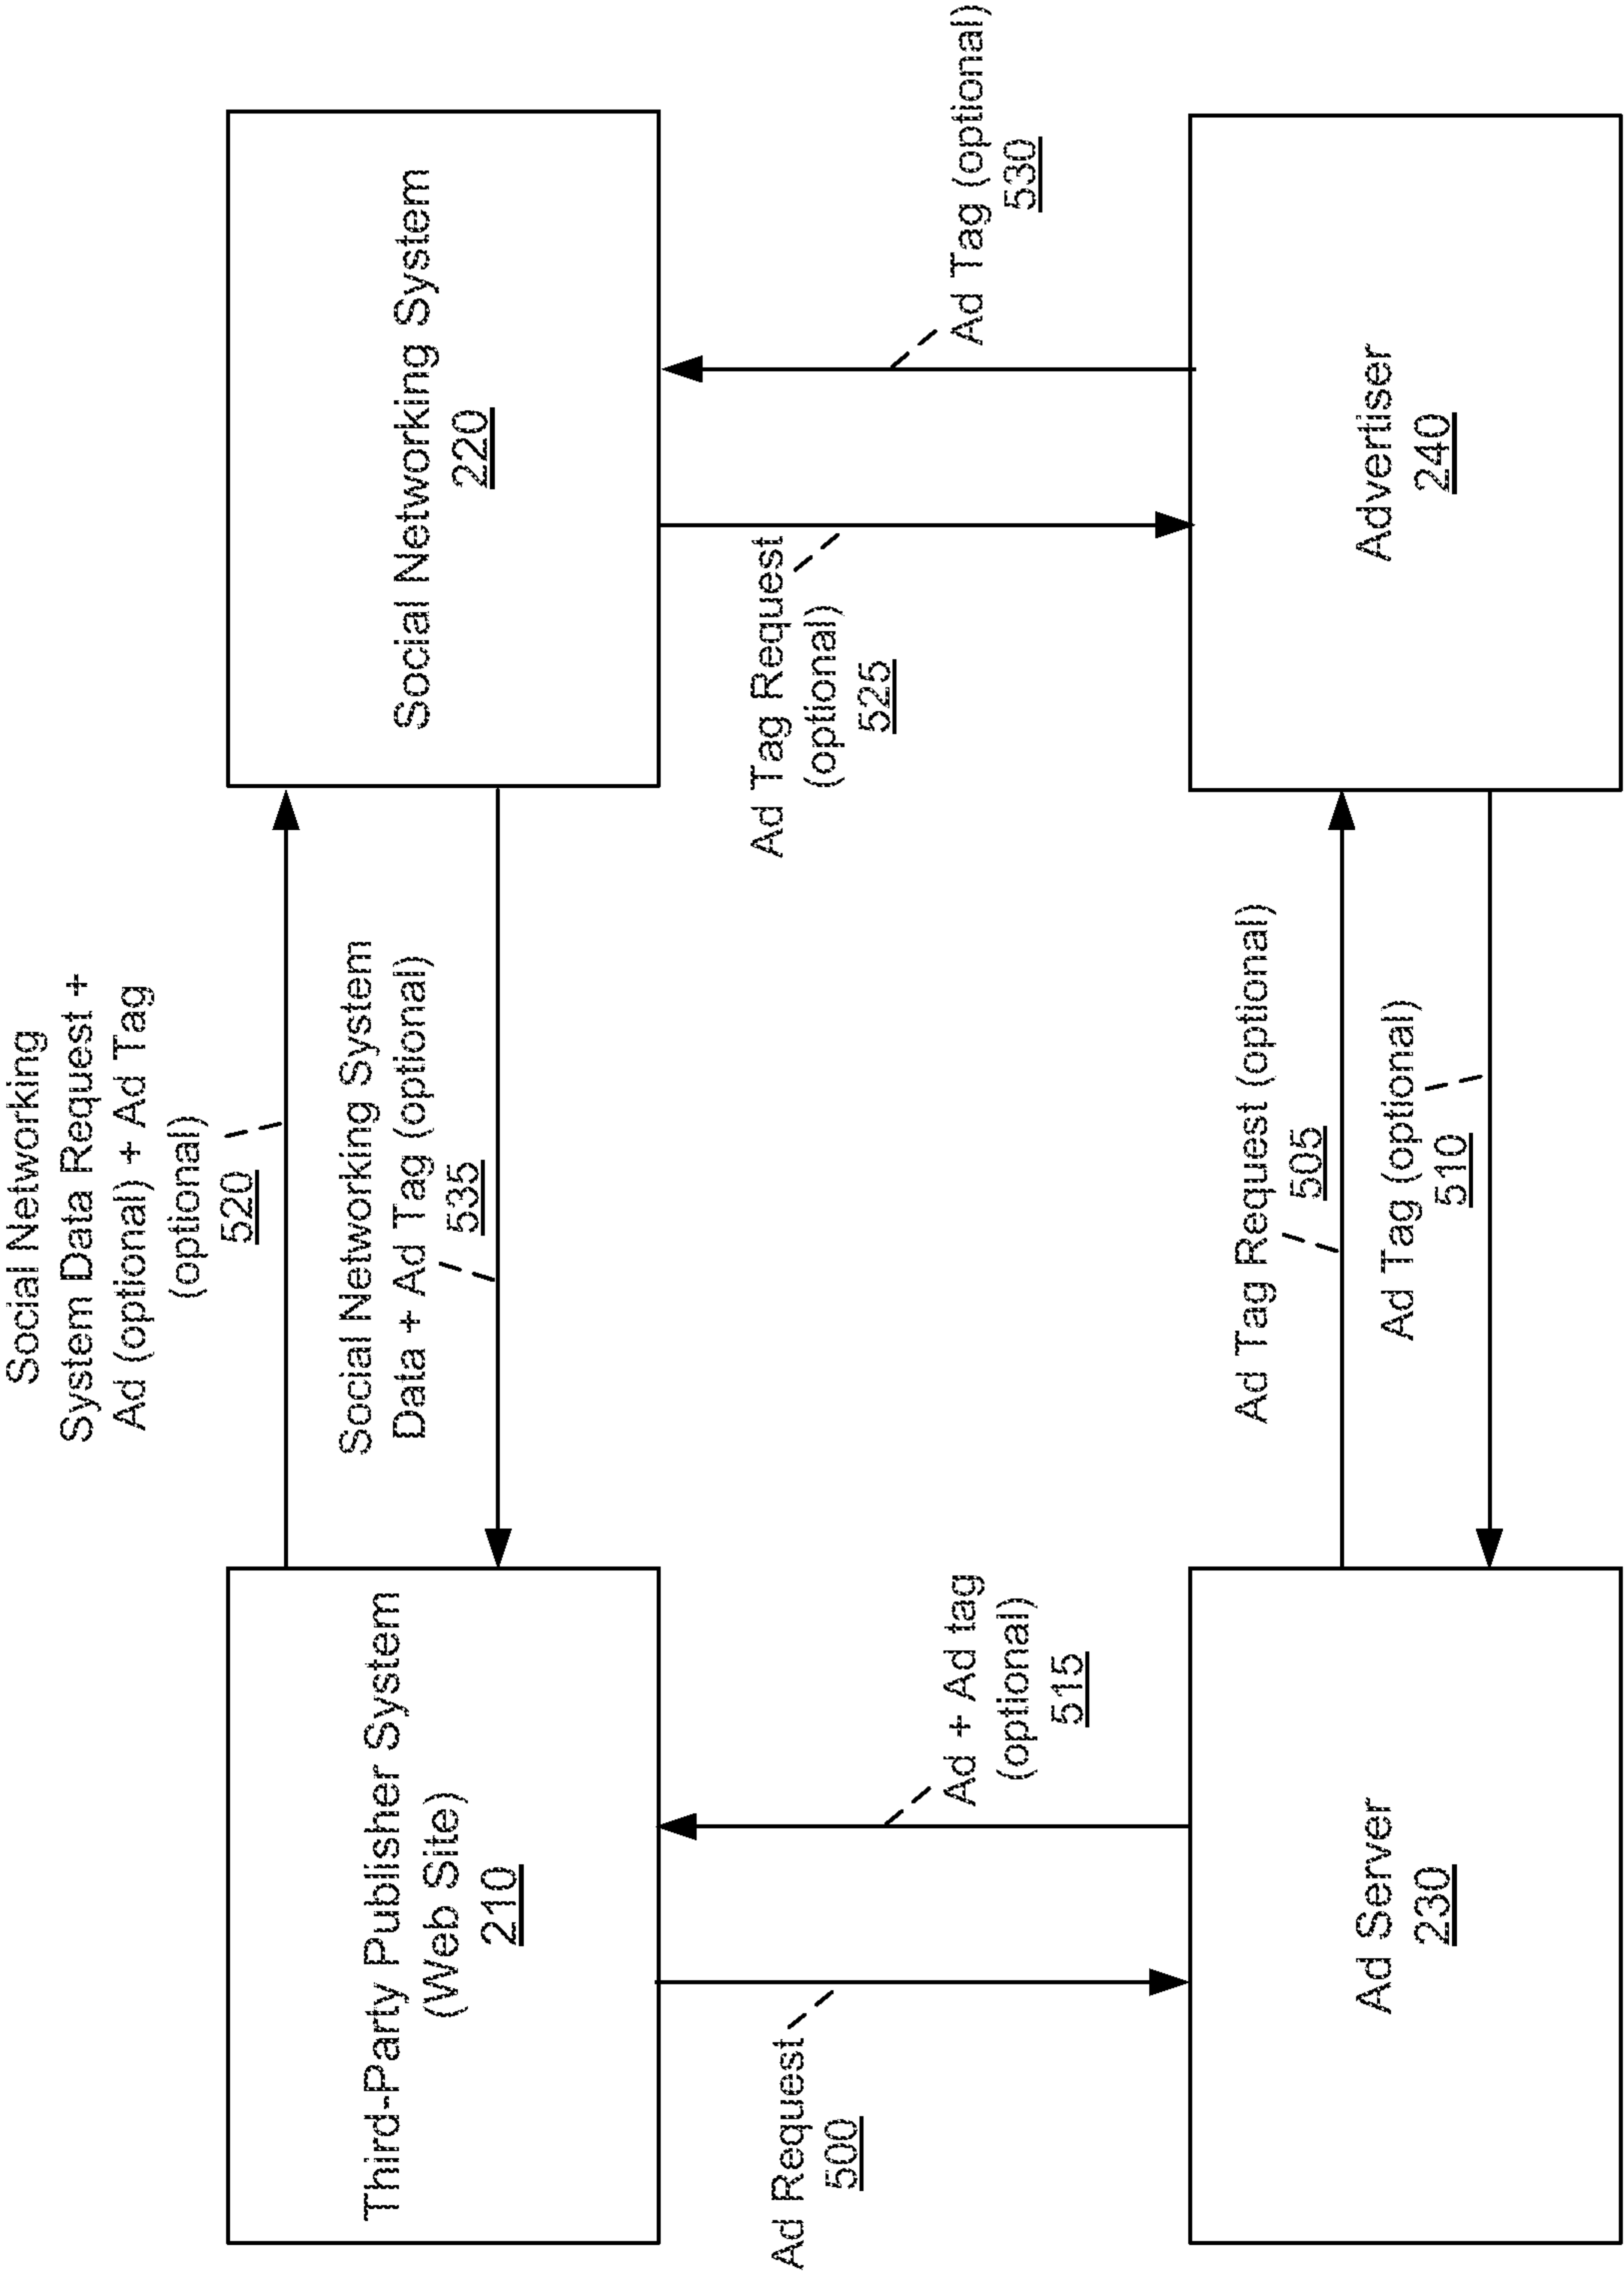 Social Networking
System Data Request +
Ad (optional) + Ad Tag
(optional)
520
Third-Party Publisher System
(Web Site)
210
Social Networking System
Data + Ad Tag (optional)
535
Social Networking System
220
Ad Request
500
Ad + Ad tag
(optional)
515
Ad Tag Request
(optional)
525
Ad Tag (optional)
530
Ad Server
230
Ad Tag Request (optional)
505
Ad Tag (optional)
510
Advertiser
240